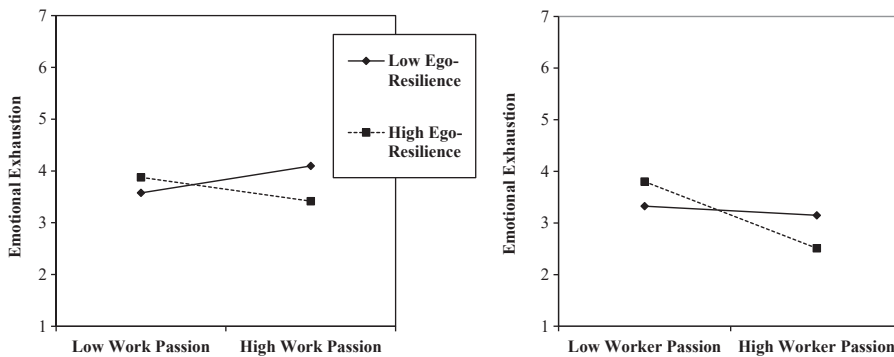 7
6
5
4
3
2
1
Emotional Exhaustion
Low Work Passion
High Work Passion
Low Ego-
Resilience
High Ego-
Resilience
7
6
5
4
3
2
1
Emotional Exhaustion
Low Worker Passion
High Worker Passion